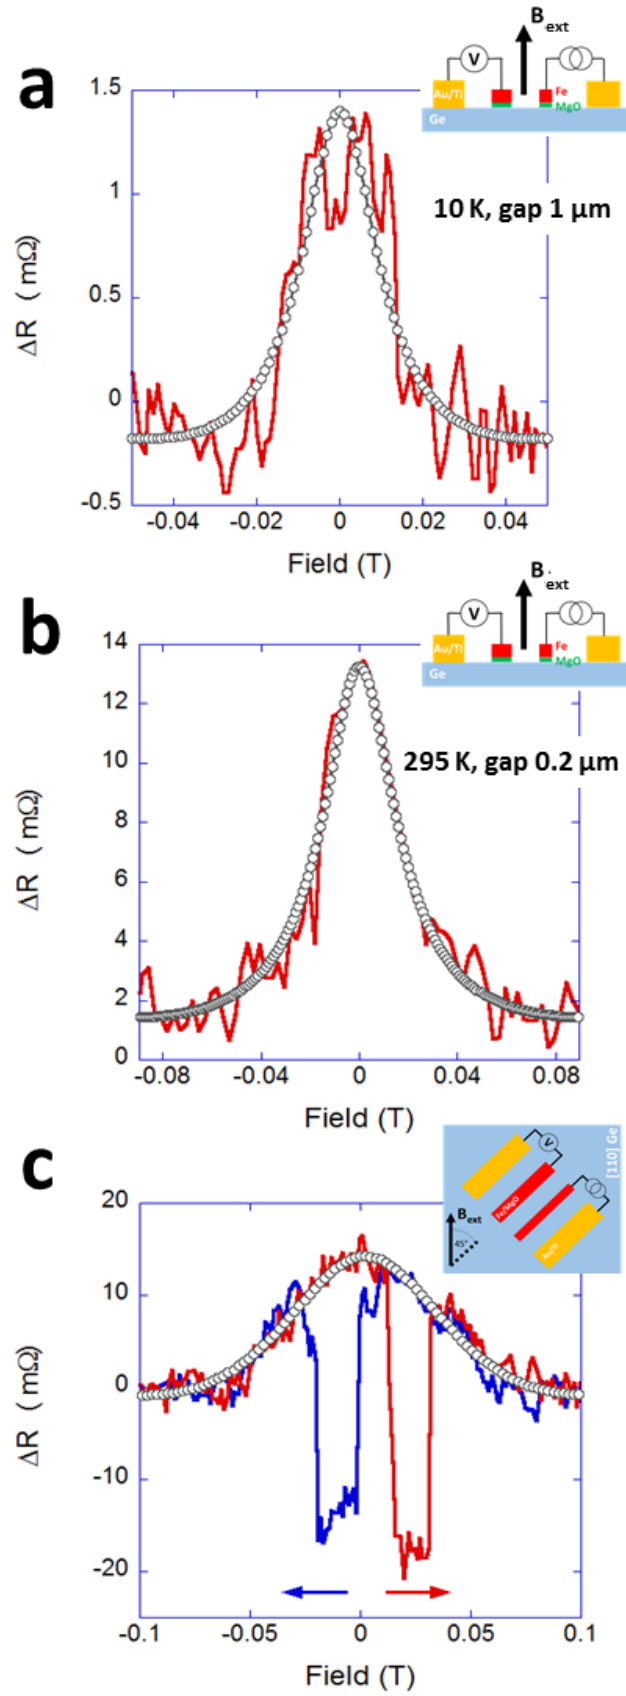 a
B
ext
V
Au/Ti
Fe
MgO
Ge
1.5
1
0.5
0
-0.5
ΔR ( mΩ)
10 K, gap 1 μm
-0.04
-0.02
0
0.02
0.04
Field (T)
b
B
ext
V
Au/Ti
Fe
MgO
Ge
14
12
10
8
6
4
2
0
ΔR ( mΩ)
295 K, gap 0.2 μm
-0.08
-0.04
0
0.04
0.08
Field (T)
c
V
[110] Ge
Fe/MgO
Au/Ti
Bext
45°
20
10
0
-10
-20
ΔR ( mΩ)
-0.1
-0.05
0
0.05
0.1
Field (T)